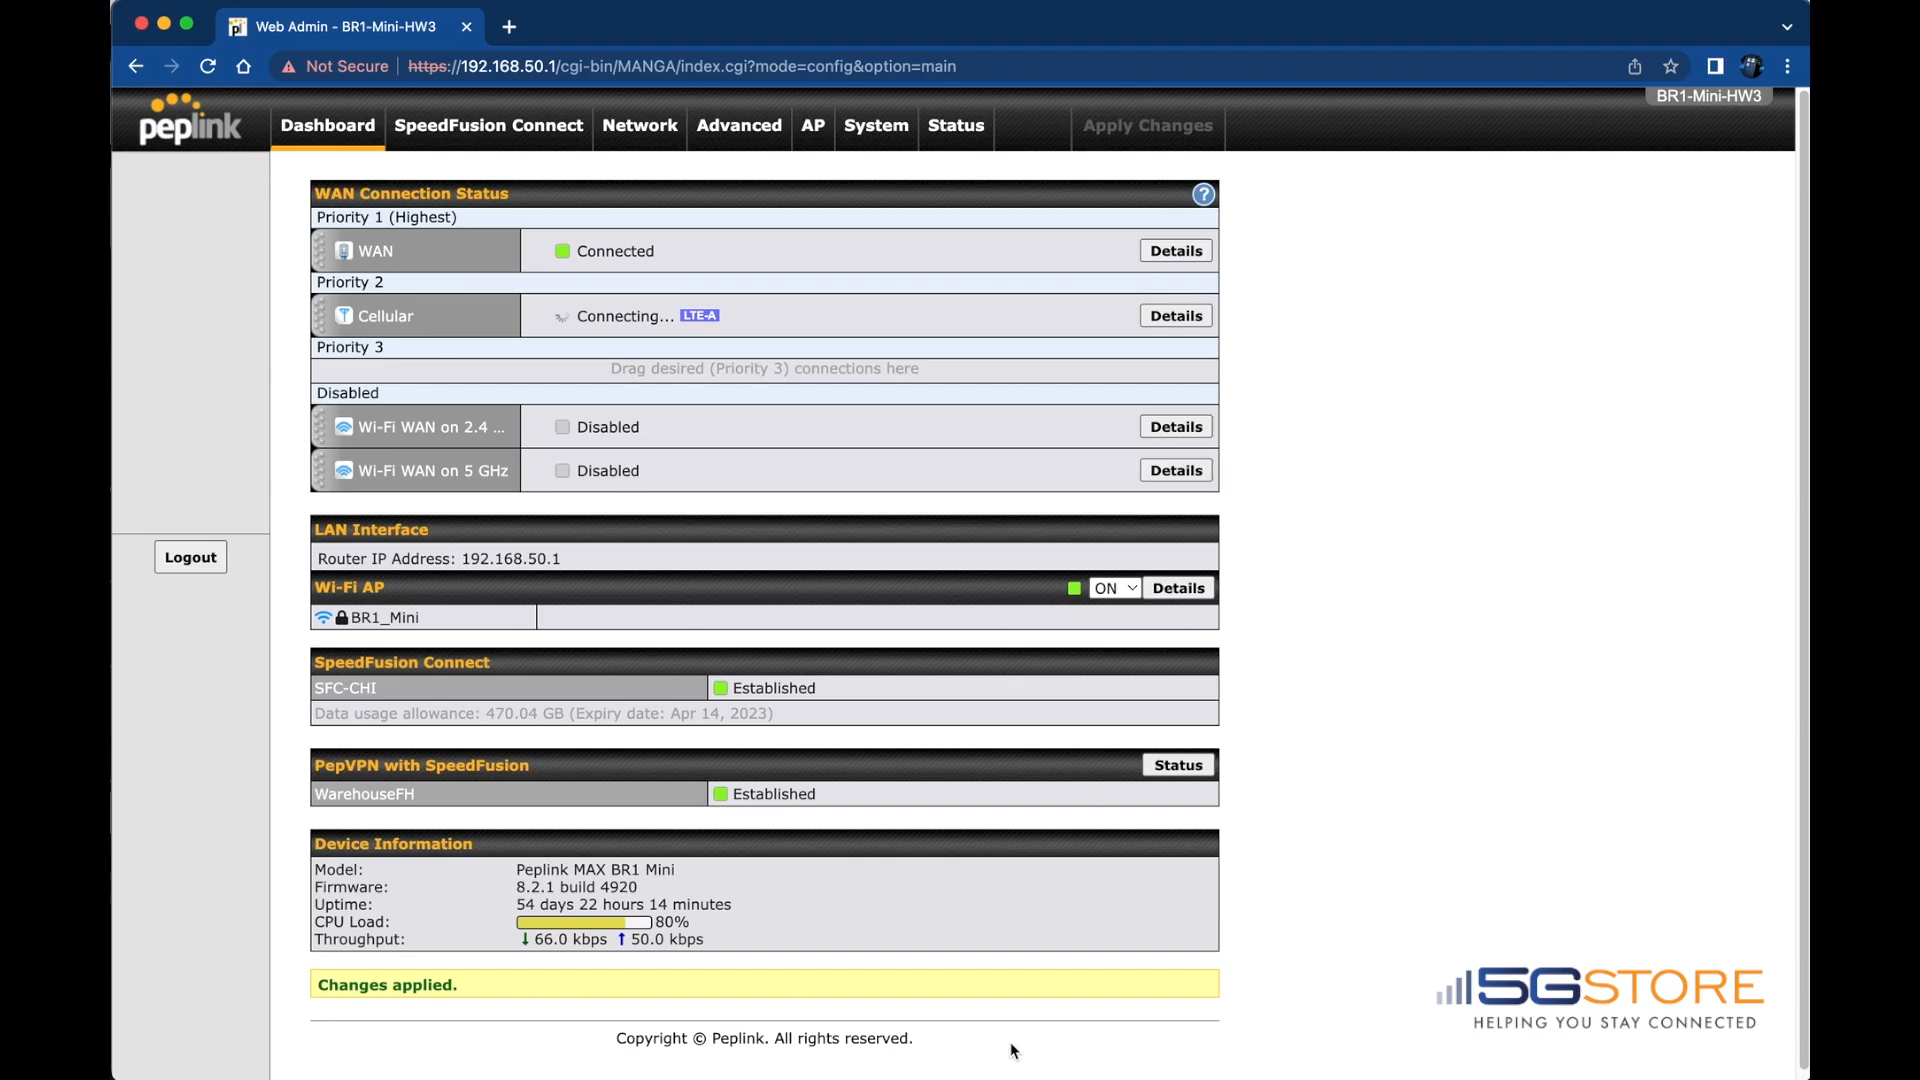 Web Admin - BR1-Mini-HW3
Not Secure https://192.168.50.1/cgi-bin/MANGA/index.cgi?mode=config&option=main
BR1-Mini-HW3
peplink Dashboard SpeedFusion Connect Network Advanced AP System Status Apply Changes
WAN Connection Status ?
Priority 1 (Highest)
WAN Connected Details
Priority 2
Cellular Connecting... LTE-A Details
Priority 3
Drag desired (Priority 3) connections here
Disabled
Wi-Fi WAN on 2.4 ... Disabled Details
Wi-Fi WAN on 5 GHz Disabled Details
LAN Interface
Logout
Router IP Address: 192.168.50.1
Wi-Fi AP ON Details
BR1_Mini
SpeedFusion Connect
SFC-CHI Established
Data usage allowance: 470.04 GB (Expiry date: Apr 14, 2023)
PepVPN with SpeedFusion Status
WarehouseFH Established
Device Information
Model: Peplink MAX BR1 Mini
Firmware: 8.2.1 build 4920
Uptime: 54 days 22 hours 14 minutes
CPU Load: 80%
Throughput: ↓ 66.0 kbps ↑ 50.0 kbps
Changes applied.
5GSTORE
HELPING YOU STAY CONNECTED
Copyright © Peplink. All rights reserved.